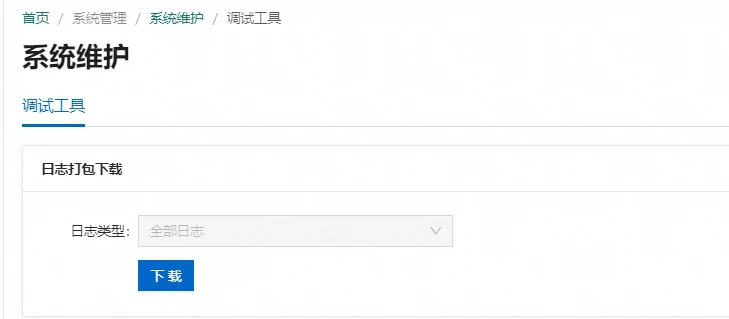 首页 / 系统管理 / 系统维护 / 调试工具
系统维护
调试工具
日志打包下载
日志类型: 全部日志
下 载